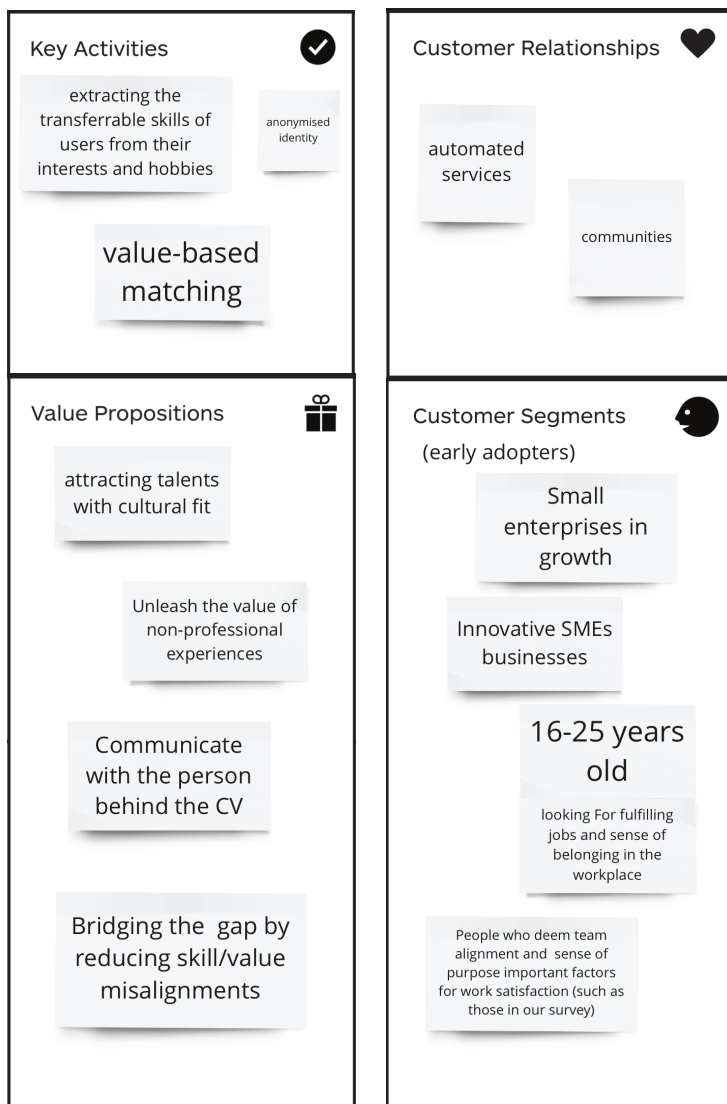 Key Activities
extracting the
transferrable skills of
users from their
interests and hobbies
anonymised
identity
value-based
matching
Customer Relationships
automated
services
communities
Value Propositions
attracting talents
with cultural fit
Unleash the value of
non-professional
experiences
Communicate
with the person
behind the CV
Bridging the gap by
reducing skill/value
misalignments
Customer Segments
(early adopters)
Small
enterprises in
growth
Innovative SMEs
businesses
16-25 years
old
looking For fulfilling
jobs and sense of
belonging in the
workplace
People who deem team
alignment and sense of
purpose important factors
for work satisfaction (such as
those in our survey)